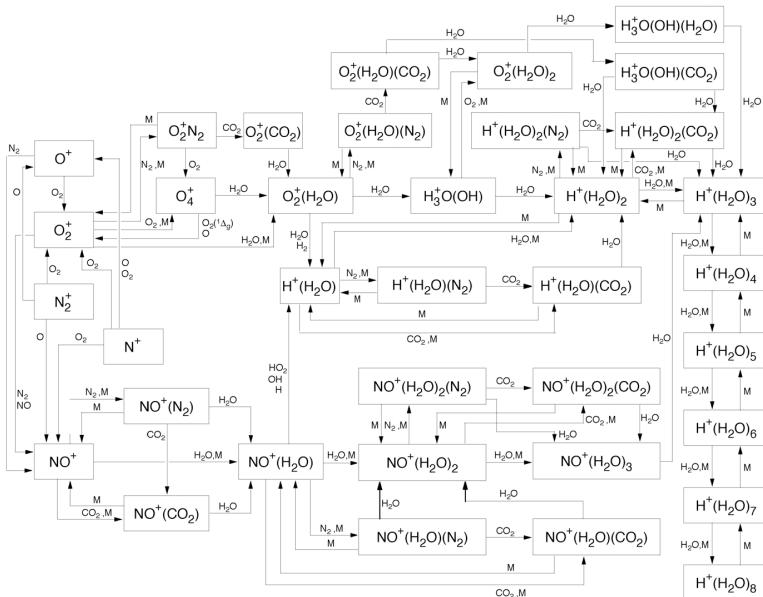 H₃⁺O(OH)(H₂O)
H₂O
H₂O
H₂O
O₂⁺(H₂O)(CO₂)
O₂⁺(H₂O)₂
H₃⁺O(OH)(CO₂)
M
O₂,M
H₂O
H₂O
H₂O
CO₂
O₂⁺N₂
CO₂
O₂⁺(CO₂)
O₂⁺(H₂O)(N₂)
H⁺(H₂O)₂(N₂)
CO₂
H⁺(H₂O)₂(CO₂)
M
N₂
O⁺
N₂,M
O₂
H₂O
M
N₂,M
N₂,M
M
M
M
CO₂,M
H₂O
H₂O
O
O₂
O₄⁺
H₂O
O₂⁺(H₂O)
H₂O
H₃⁺O(OH)
H₂O
H⁺(H₂O)₂
H₂O,M
M
H⁺(H₂O)₃
O₂⁺
O₂,M
O₂(¹Δg)
O
H₂O,M
H₂O
H₂
M
H₂O,M
H₂O
H₂O,M
M
O₂
O
O₂
N₂⁺
H⁺(H₂O)
N₂,M
M
H⁺(H₂O)(N₂)
CO₂
H⁺(H₂O)(CO₂)
H⁺(H₂O)₄
M
CO₂,M
H₂O,M
M
O
O₂
N⁺
H₂O
H⁺(H₂O)₅
HO₂
OH
H
H₂O,M
M
N₂
NO
N₂,M
M
NO⁺(N₂)
H₂O
NO⁺(H₂O)₂(N₂)
CO₂
NO⁺(H₂O)₂(CO₂)
H⁺(H₂O)₆
CO₂
M
N₂,M
M
CO₂,M
H₂O
H₂O
NO⁺
H₂O,M
NO⁺(H₂O)
H₂O,M
NO⁺(H₂O)₂
H₂O,M
NO⁺(H₂O)₃
H₂O,M
M
M
CO₂,M
NO⁺(CO₂)
H₂O
H₂O
H₂O
H⁺(H₂O)₇
N₂,M
M
NO⁺(H₂O)(N₂)
CO₂
NO⁺(H₂O)(CO₂)
H₂O,M
M
M
CO₂,M
H⁺(H₂O)₈